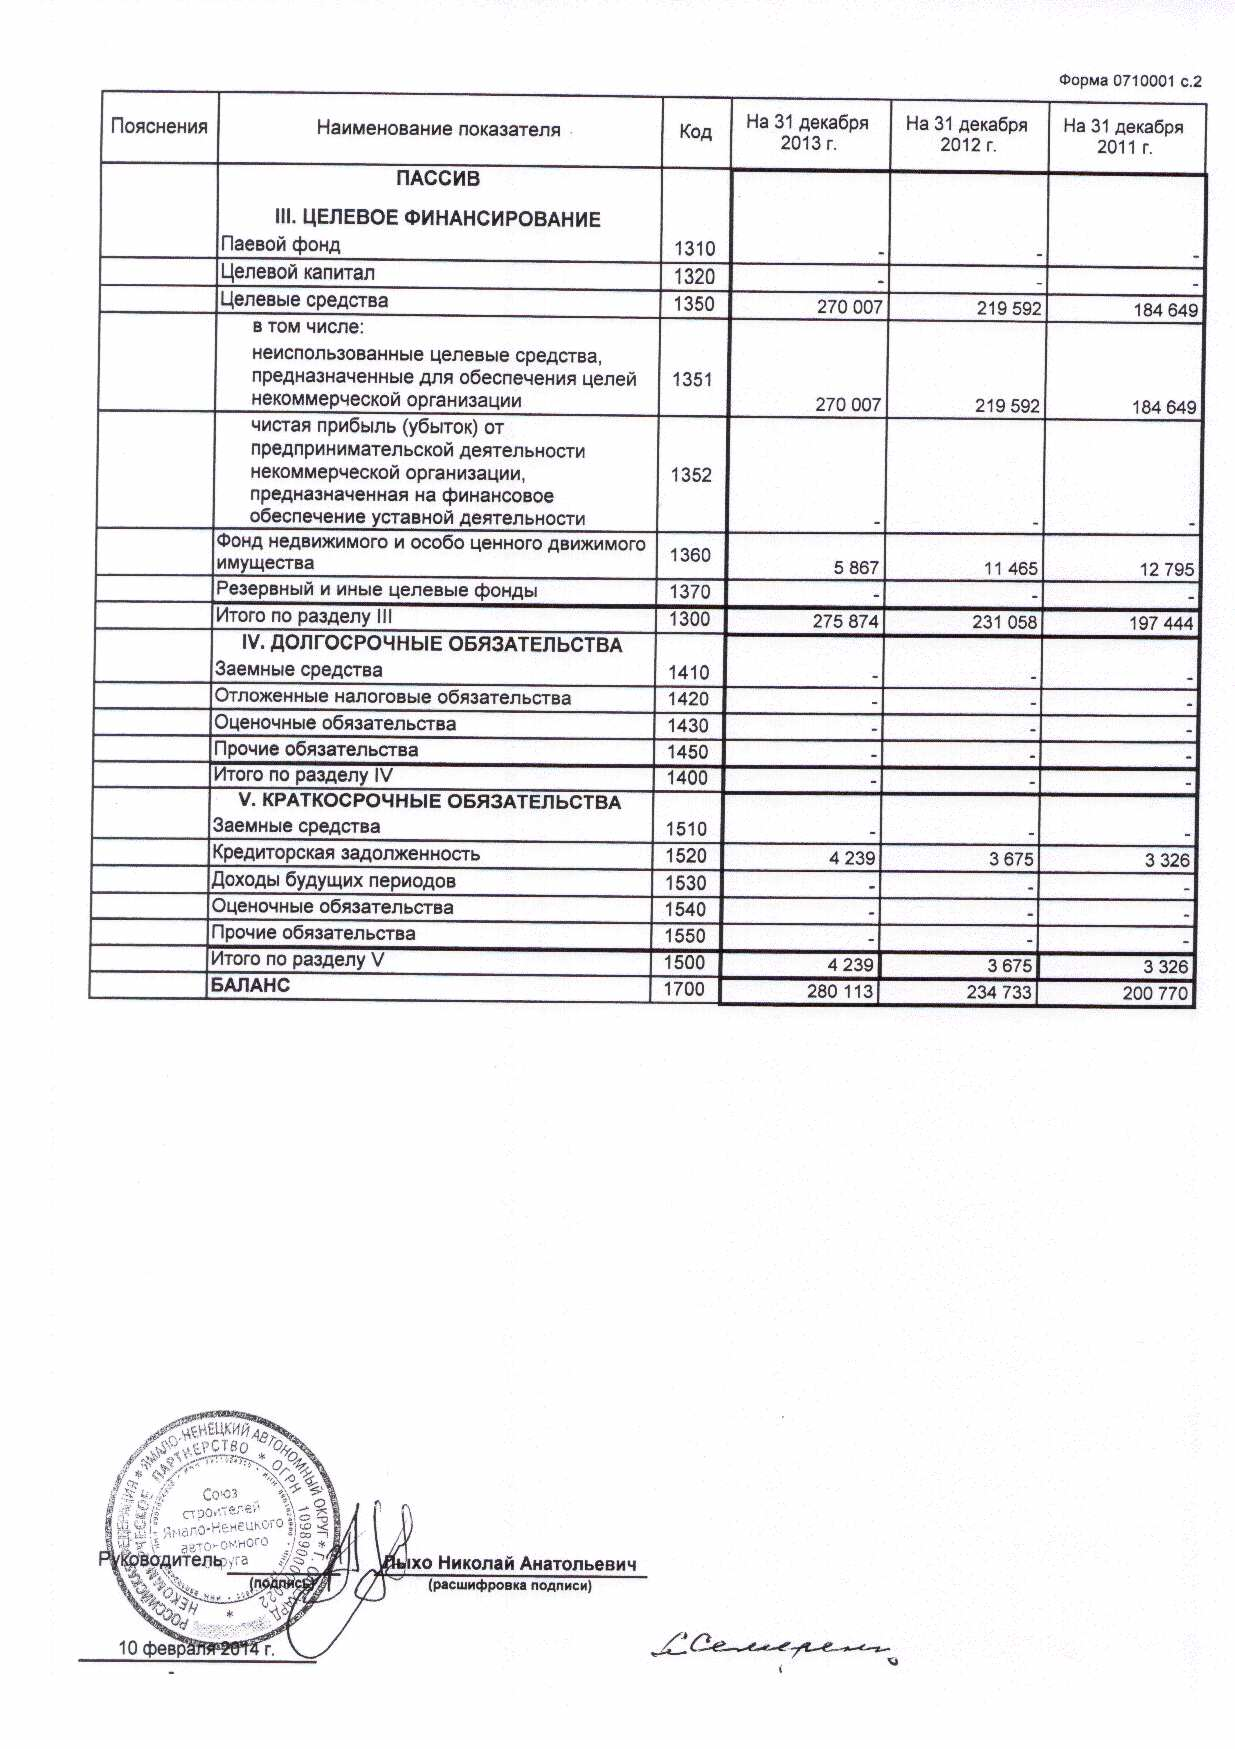 Форма 0710001 с.2
Пояснения Наименование показателя Код На 31 декабря 2013 г. На 31 декабря 2012 г. На 31 декабря 2011 г.
ПАССИВ
III. ЦЕЛЕВОЕ ФИНАНСИРОВАНИЕ
Паевой фонд 1310 - - -
Целевой капитал 1320 - - -
Целевые средства 1350 270 007 219 592 184 649
в том числе:
неиспользованные целевые средства,
предназначенные для обеспечения целей 1351
некоммерческой организации 270 007 219 592 184 649
чистая прибыль (убыток) от
предпринимательской деятельности
некоммерческой организации, 1352
предназначенная на финансовое
обеспечение уставной деятельности - - -
Фонд недвижимого и особо ценного движимого
имущества 1360 5 867 11 465 12 795
Резервный и иные целевые фонды 1370 - - -
Итого по разделу III 1300 275 874 231 058 197 444
IV. ДОЛГОСРОЧНЫЕ ОБЯЗАТЕЛЬСТВА
Заемные средства 1410 - - -
Отложенные налоговые обязательства 1420 - - -
Оценочные обязательства 1430 - - -
Прочие обязательства 1450 - - -
Итого по разделу IV 1400 - - -
V. КРАТКОСРОЧНЫЕ ОБЯЗАТЕЛЬСТВА
Заемные средства 1510 - - -
Кредиторская задолженность 1520 4 239 3 675 3 326
Доходы будущих периодов 1530 - - -
Оценочные обязательства 1540 - - -
Прочие обязательства 1550 - - -
Итого по разделу V 1500 4 239 3 675 3 326
БАЛАНС 1700 280 113 234 733 200 770
ЯМАЛО-НЕНЕЦКИЙ АВТОНОМНЫЙ ОКРУГ * Г.
ПАРТНЕРСТВО * ОГРН
Союз
строителей
Ямало-Ненецкого
автономного
округа
Руководитель Лыхо Николай Анатольевич
(подпись) (расшифровка подписи)
10 февраля 2014 г.